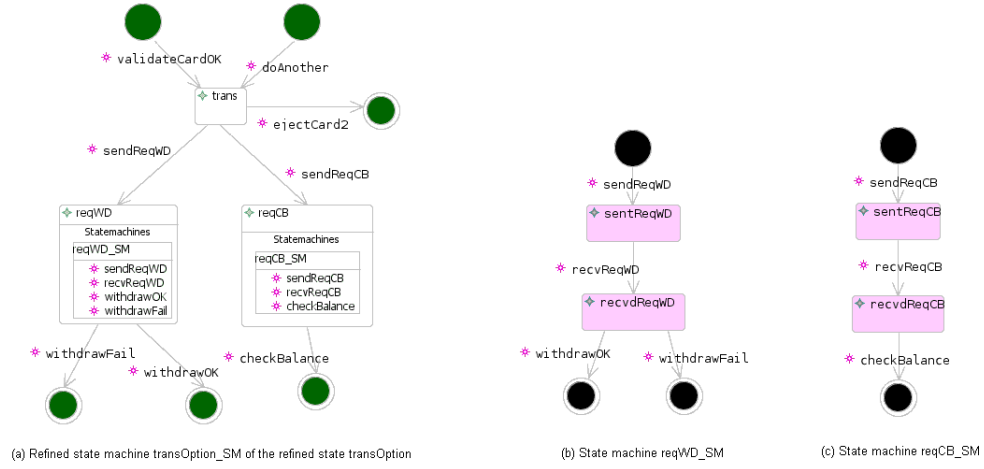 validateCardOK
doAnother
trans
ejectCard2
sendReqWD
sendReqCB
reqWD
Statemachines
reqWD_SM
sendReqWD
recvReqWD
withdrawOK
withdrawFail
reqCB
Statemachines
reqCB_SM
sendReqCB
recvReqCB
checkBalance
withdrawFail
withdrawOK
checkBalance
(a) Refined state machine transOption_SM of the refined state transOption
sendReqWD
sentReqWD
recvReqWD
recvdReqWD
withdrawOK
withdrawFail
(b) State machine reqWD_SM
sendReqCB
sentReqCB
recvReqCB
recvdReqCB
checkBalance
(c) State machine reqCB_SM